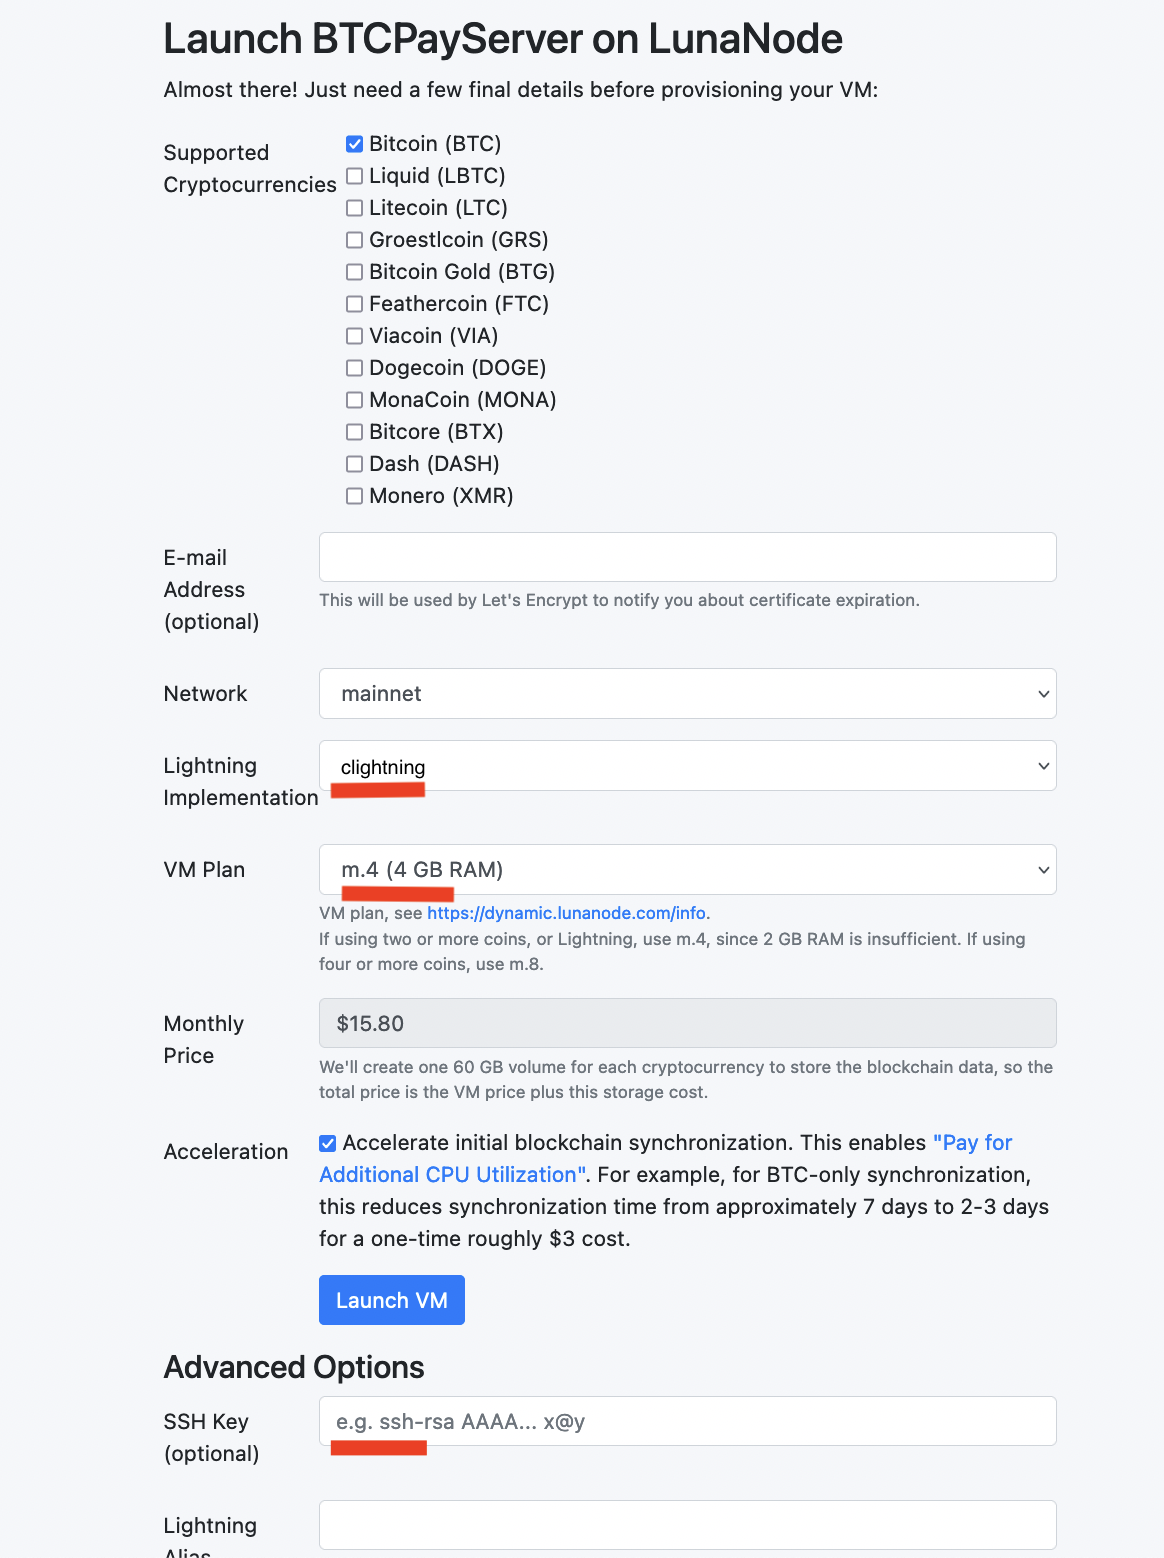 Launch BTCPayServer on LunaNode
Almost there! Just need a few final details before provisioning your VM:
Supported
Cryptocurrencies
Bitcoin (BTC)
Liquid (LBTC)
Litecoin (LTC)
Groestlcoin (GRS)
Bitcoin Gold (BTG)
Feathercoin (FTC)
Viacoin (VIA)
Dogecoin (DOGE)
MonaCoin (MONA)
Bitcore (BTX)
Dash (DASH)
Monero (XMR)
E-mail
Address
(optional)
This will be used by Let's Encrypt to notify you about certificate expiration.
Network
mainnet
Lightning
Implementation
clightning
VM Plan
m.4 (4 GB RAM)
VM plan, see https://dynamic.lunanode.com/info.
If using two or more coins, or Lightning, use m.4, since 2 GB RAM is insufficient. If using
four or more coins, use m.8.
Monthly
Price
$15.80
We'll create one 60 GB volume for each cryptocurrency to store the blockchain data, so the
total price is the VM price plus this storage cost.
Acceleration
Accelerate initial blockchain synchronization. This enables "Pay for
Additional CPU Utilization". For example, for BTC-only synchronization,
this reduces synchronization time from approximately 7 days to 2-3 days
for a one-time roughly $3 cost.
Launch VM
Advanced Options
SSH Key
(optional)
e.g. ssh-rsa AAAA... x@y
Lightning
Alias